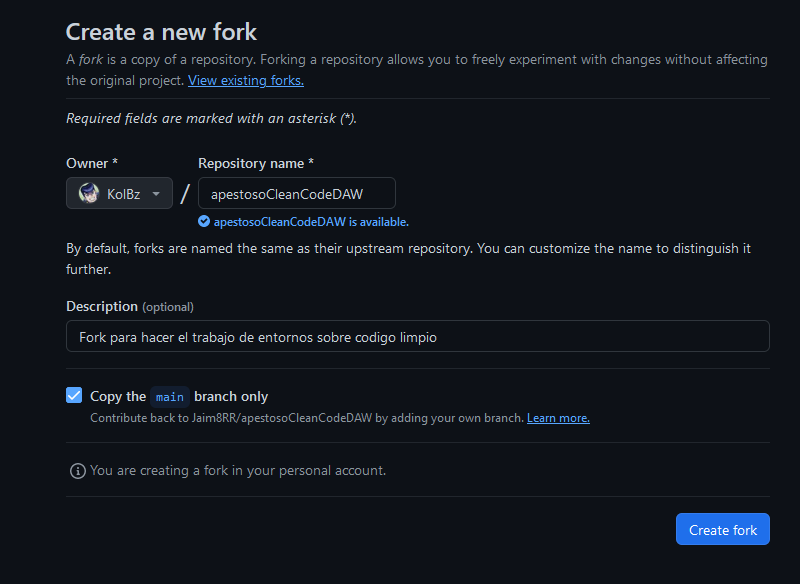 Create a new fork
A fork is a copy of a repository. Forking a repository allows you to freely experiment with changes without affecting
the original project. View existing forks.
Required fields are marked with an asterisk (*).
Owner * Repository name *
KolBz / apestosoCleanCodeDAW
apestosoCleanCodeDAW is available.
By default, forks are named the same as their upstream repository. You can customize the name to distinguish it
further.
Description (optional)
Fork para hacer el trabajo de entornos sobre codigo limpio
Copy the main branch only
Contribute back to Jaim8RR/apestosoCleanCodeDAW by adding your own branch. Learn more.
You are creating a fork in your personal account.
Create fork